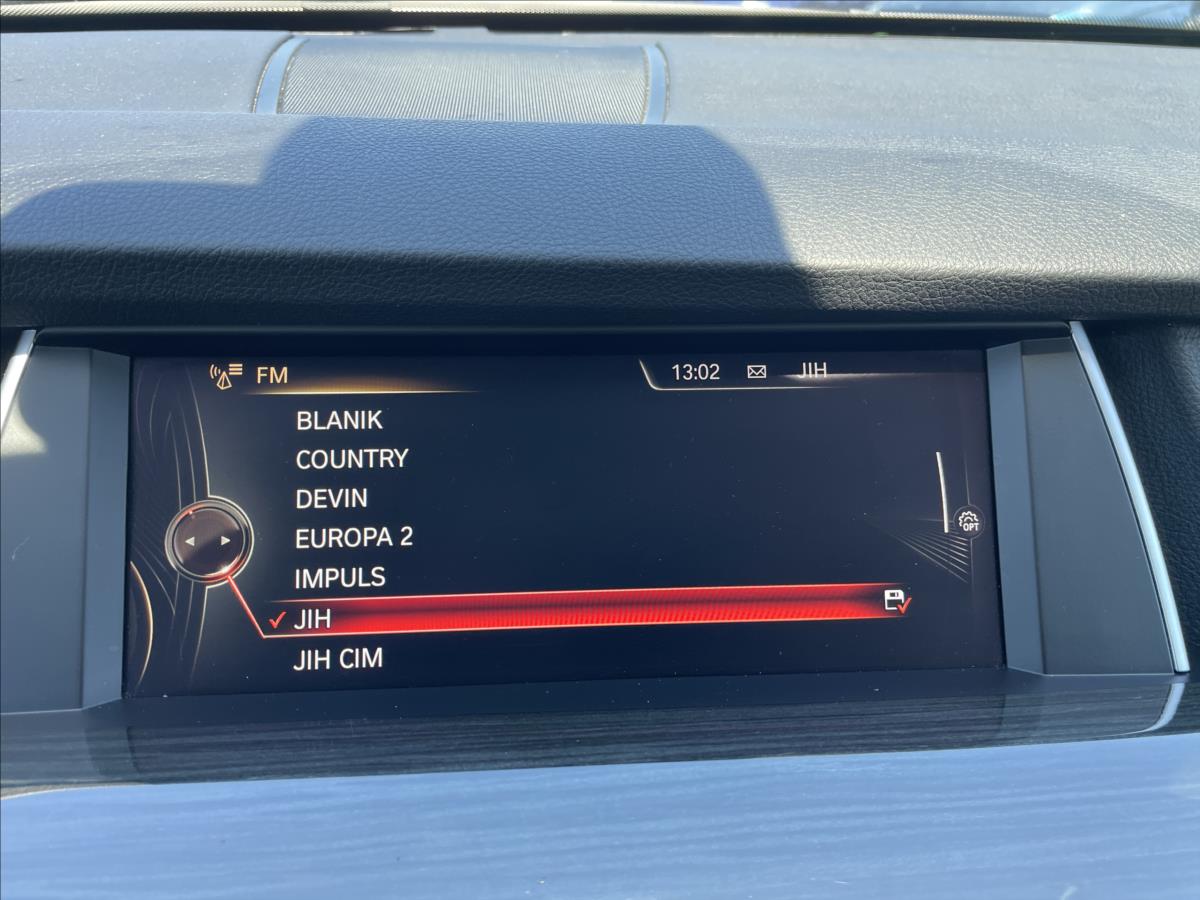 FM
13:02 JIH
BLANIK
COUNTRY
DEVIN
EUROPA 2
IMPULS
OPT
JIH
JIH CIM